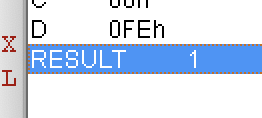 D 0FEh
X
RESULT 1
L